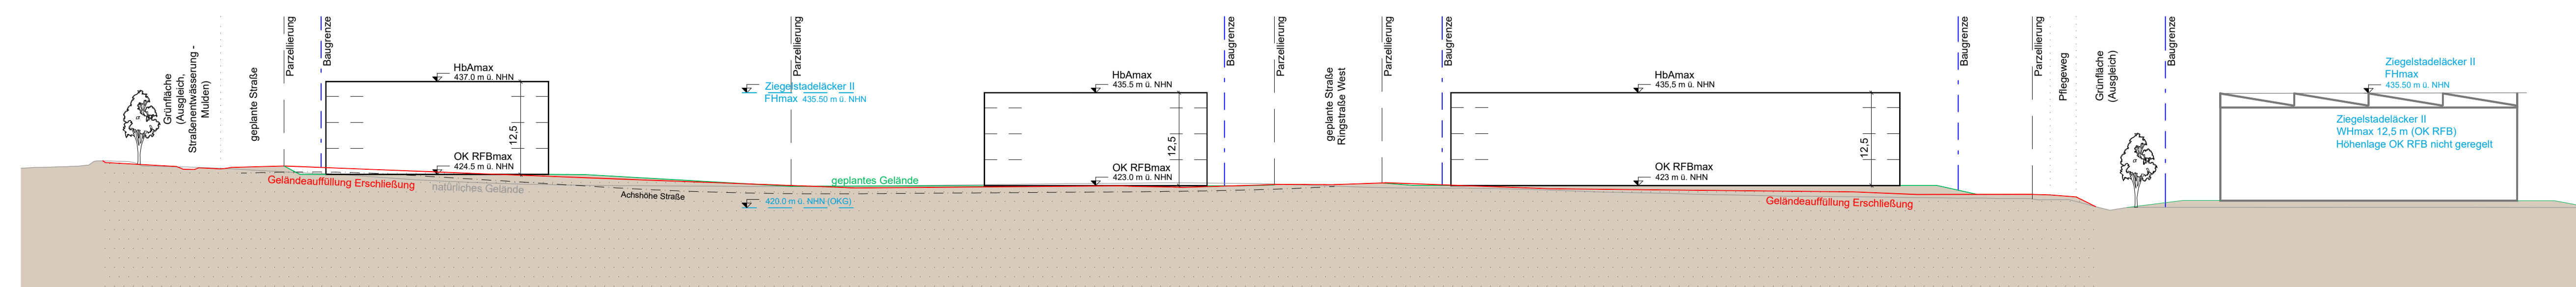 Grünfläche
(Ausgleich,
Straßenentwässerung -
Mulden)
geplante Straße
Parzellierung
Baugrenze
HbAmax
437.0 m ü. NHN
12,5
OK RFBmax
424.5 m ü. NHN
Geländeauffüllung Erschließung
natürliches Gelände
Achshöhe Straße
Parzellierung
Ziegelstadeläcker II
FHmax 435.50 m ü. NHN
geplantes Gelände
420.0 m ü. NHN (OKG)
HbAmax
435.5 m ü. NHN
12,5
OK RFBmax
423.0 m ü. NHN
Baugrenze
Parzellierung
geplante Straße
Ringstraße West
Parzellierung
Baugrenze
HbAmax
435,5 m ü. NHN
12,5
OK RFBmax
423 m ü. NHN
Geländeauffüllung Erschließung
Baugrenze
Parzellierung
Pflegeweg
Grünfläche
(Ausgleich)
Baugrenze
Ziegelstadeläcker II
FHmax
435.50 m ü. NHN
Ziegelstadeläcker II
WHmax 12,5 m (OK RFB)
Höhenlage OK RFB nicht geregelt